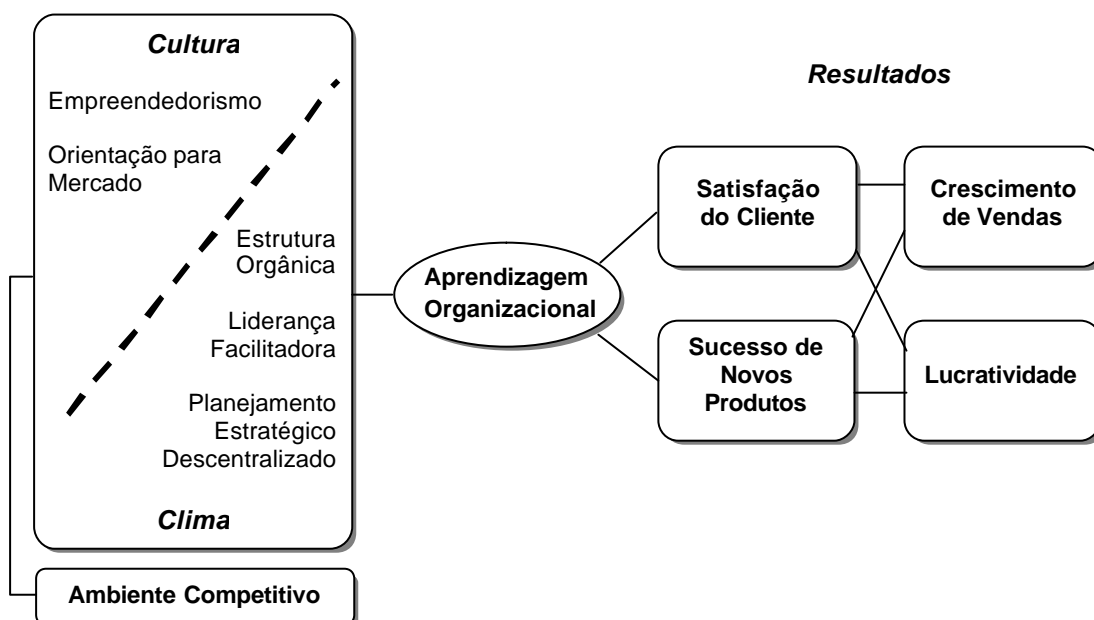 Cultura
Empreendedorismo
Orientação para
Mercado
Estrutura
Orgânica
Liderança
Facilitadora
Planejamento
Estratégico
Descentralizado
Clima
Ambiente Competitivo
Aprendizagem
Organizacional
Resultados
Satisfação
do Cliente
Crescimento
de Vendas
Sucesso de
Novos
Produtos
Lucratividade